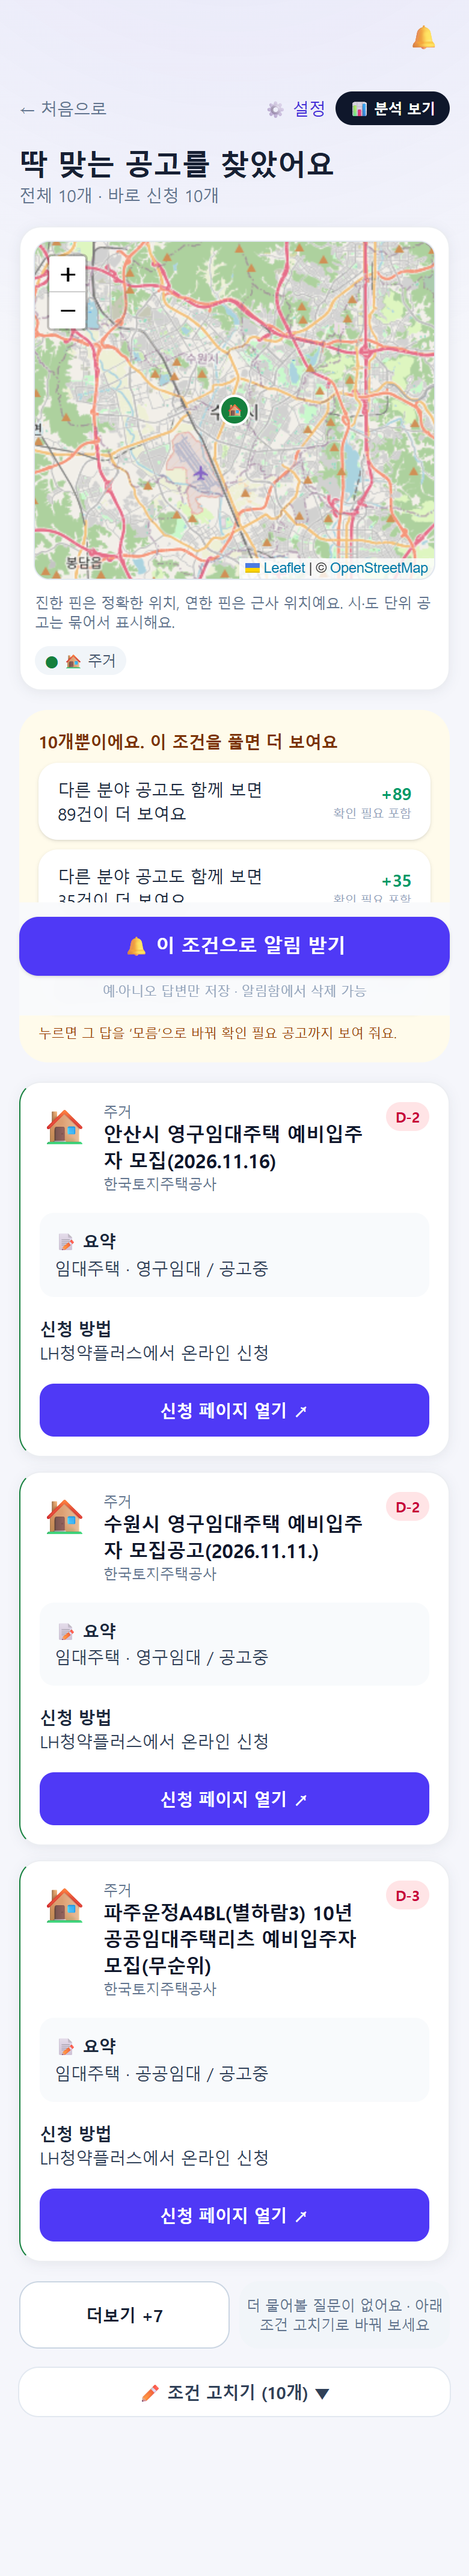 ← 처음으로
⚙️ 설정
📊 분석 보기
딱 맞는 공고를 찾았어요
전체 10개 · 바로 신청 10개
+
−
수원시
봉담읍
Leaflet | © OpenStreetMap
진한 핀은 정확한 위치, 연한 핀은 근사 위치예요. 시·도 단위 공
고는 묶어서 표시해요.
주거
10개뿐이에요. 이 조건을 풀면 더 보여요
다른 분야 공고도 함께 보면
89건이 더 보여요
+89
확인 필요 포함
다른 분야 공고도 함께 보면
35건이 더 보여요
+35
확인 필요 포함
🔔 이 조건으로 알림 받기
예·아니오 답변만 저장 · 알림함에서 삭제 가능
누르면 그 답을 '모름'으로 바꿔 확인 필요 공고까지 보여 줘요.
주거
D-2
안산시 영구임대주택 예비입주
자 모집(2026.11.16)
한국토지주택공사
📝 요약
임대주택 · 영구임대 / 공고중
신청 방법
LH청약플러스에서 온라인 신청
신청 페이지 열기 ↗
주거
D-2
수원시 영구임대주택 예비입주
자 모집공고(2026.11.11.)
한국토지주택공사
📝 요약
임대주택 · 영구임대 / 공고중
신청 방법
LH청약플러스에서 온라인 신청
신청 페이지 열기 ↗
주거
D-3
파주운정A4BL(별하람3) 10년
공공임대주택리츠 예비입주자
모집(무순위)
한국토지주택공사
📝 요약
임대주택 · 공공임대 / 공고중
신청 방법
LH청약플러스에서 온라인 신청
신청 페이지 열기 ↗
더보기 +7
더 물어볼 질문이 없어요 · 아래
조건 고치기로 바꿔 보세요
✏️ 조건 고치기 (10개) ▼